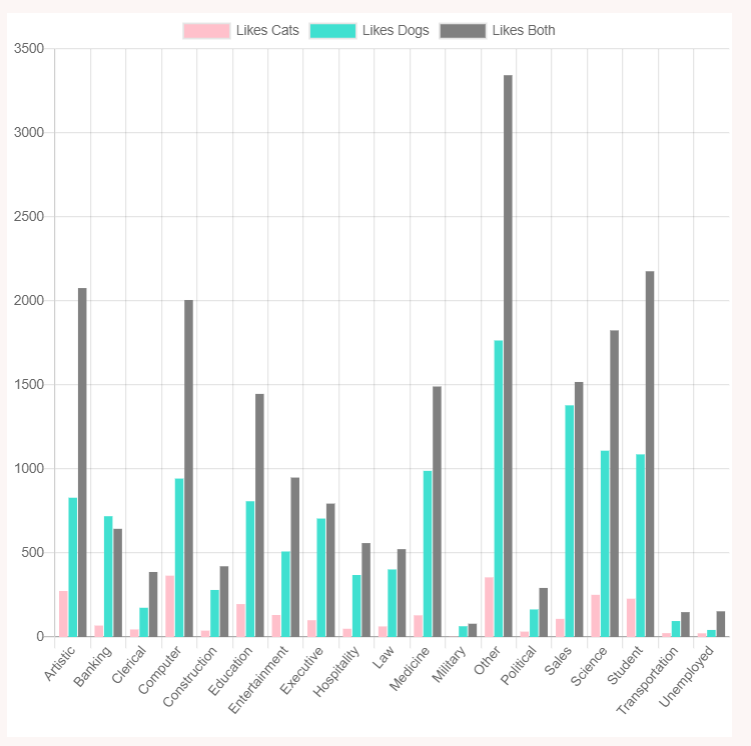 Likes Cats Likes Dogs Likes Both
3500
3000
2500
2000
1500
1000
500
0
Artistic
Banking
Clerical
Computer
Construction
Education
Entertainment
Executive
Hospitality
Law
Medicine
Military
Other
Political
Sales
Science
Student
Transportation
Unemployed